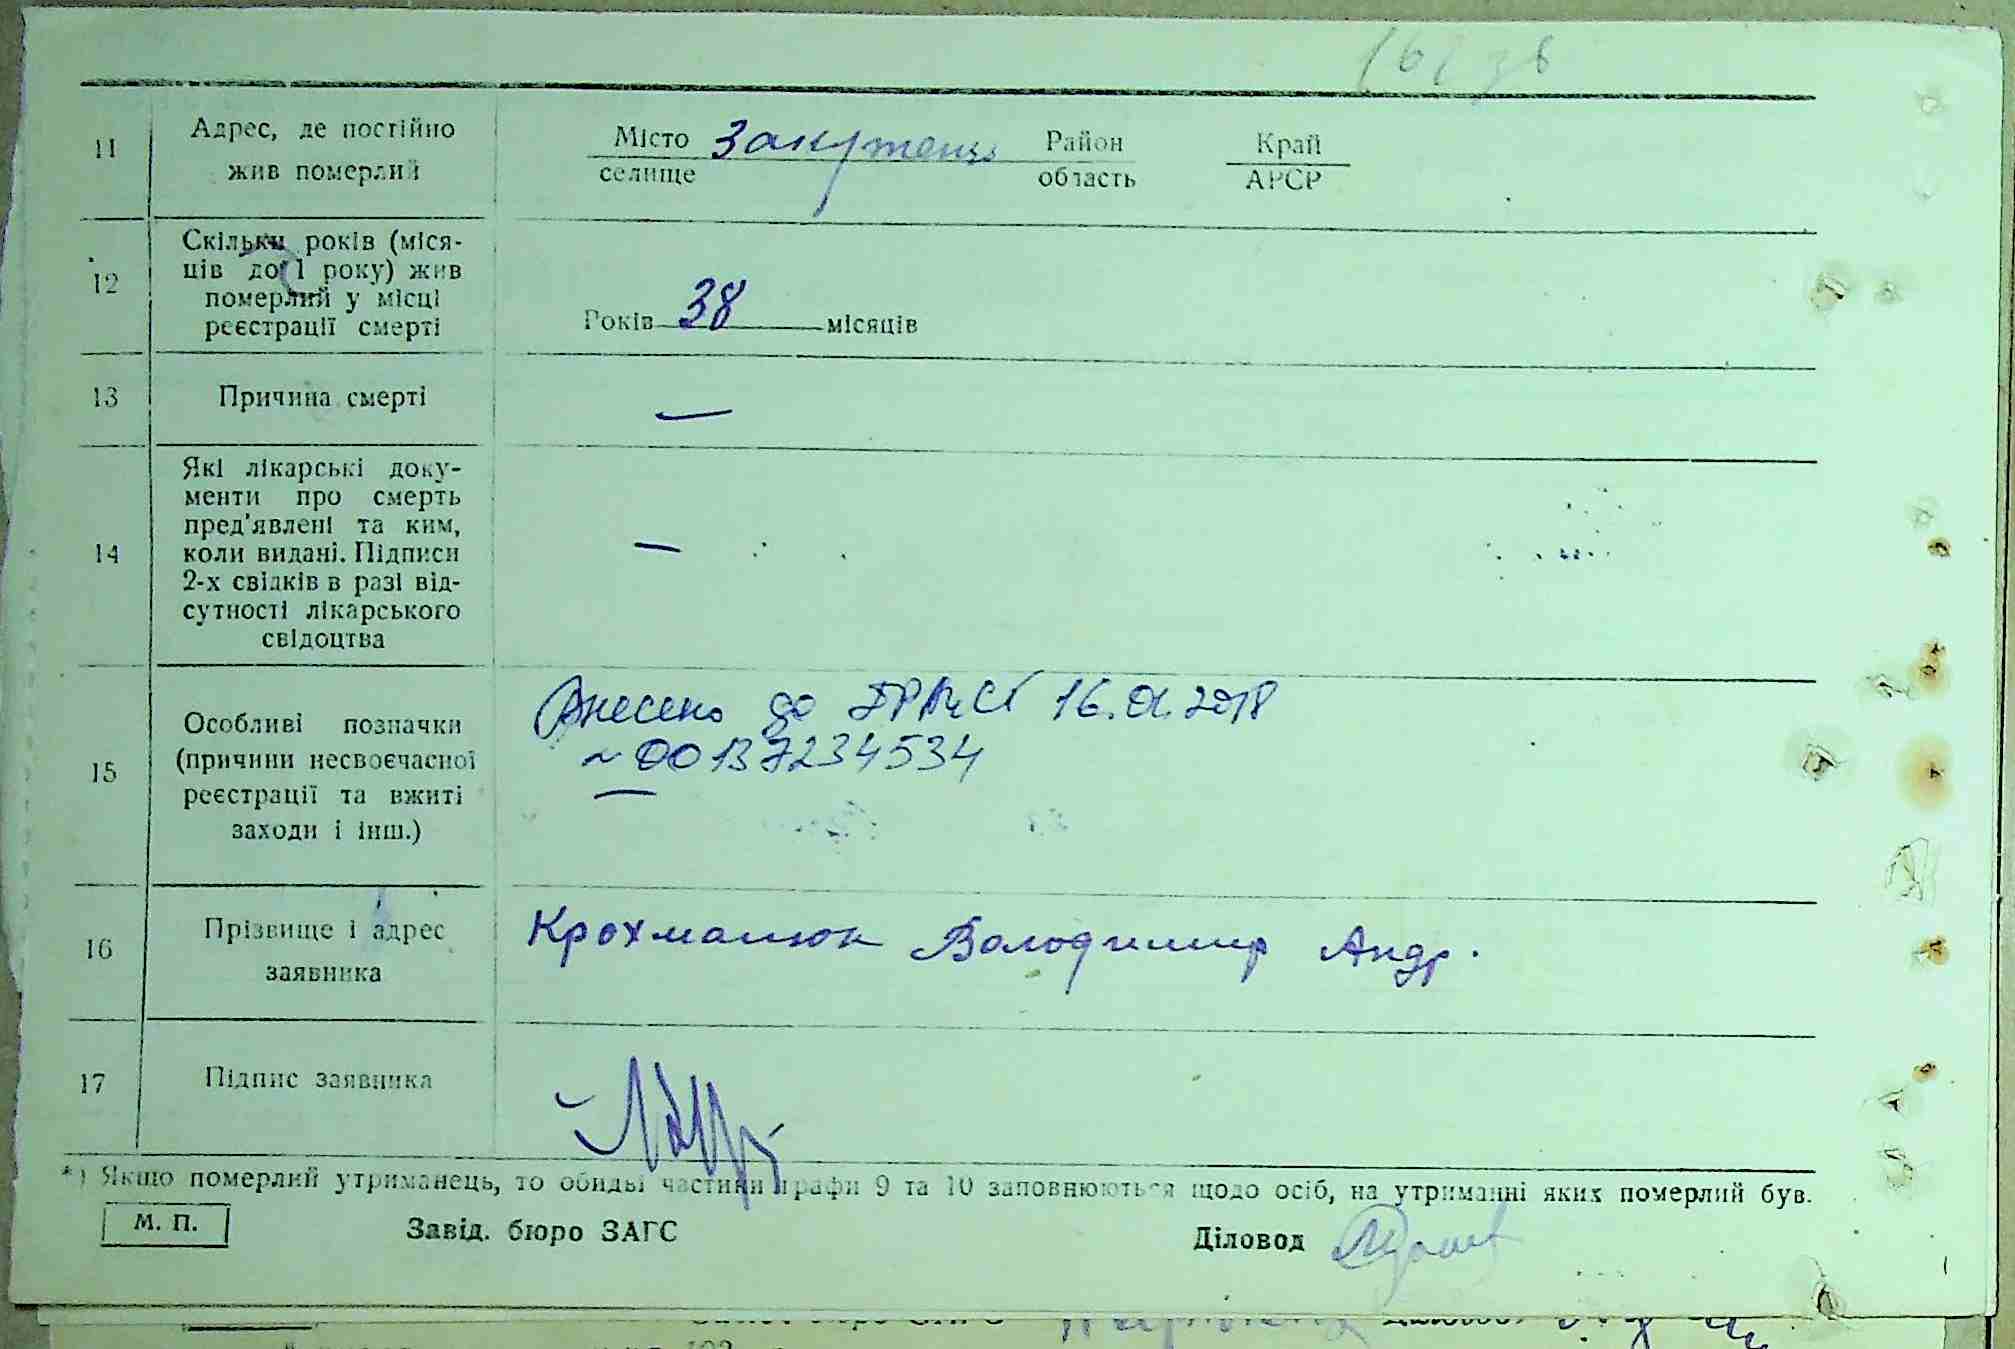 11
Адрес, де постійно
жив померлий
Місто Закутенці Район Край
селище область АРСР
12
Скільки років (міся-
ців до 1 року) жив
померлий у місці
реєстрації смерті
Років 38 місяців
13
Причина смерті
—
14
Які лікарські доку-
менти про смерть
пред'явлені та ким,
коли видані. Підписи
2-х свідків в разі від-
сутності лікарського
свідоцтва
—
15
Особливі позначки
(причини несвоєчасної
реєстрації та вжиті
заходи і інш.)
Внесено до 16.01.2018
00137234534
—
16
Прізвище і адрес
заявника
Крохмалюк Володимир Андр.
17
Підпис заявника
*) Якщо померлий утриманець, то обидві частини графи 9 та 10 заповнюються щодо осіб, на утриманні яких померлий був.
М. П. Завід. бюро ЗАГС Діловод